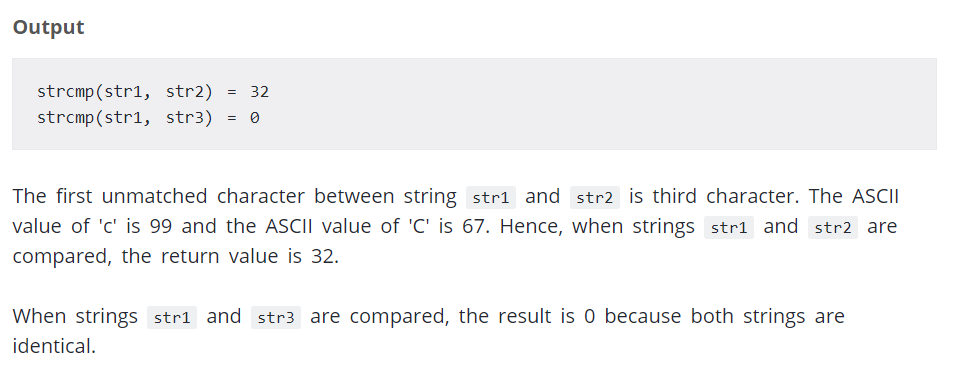 Output
strcmp(str1, str2) = 32
strcmp(str1, str3) = 0
The first unmatched character between string str1 and str2 is third character. The ASCII
value of 'c' is 99 and the ASCII value of 'C' is 67. Hence, when strings str1 and str2 are
compared, the return value is 32.
When strings str1 and str3 are compared, the result is 0 because both strings are
identical.